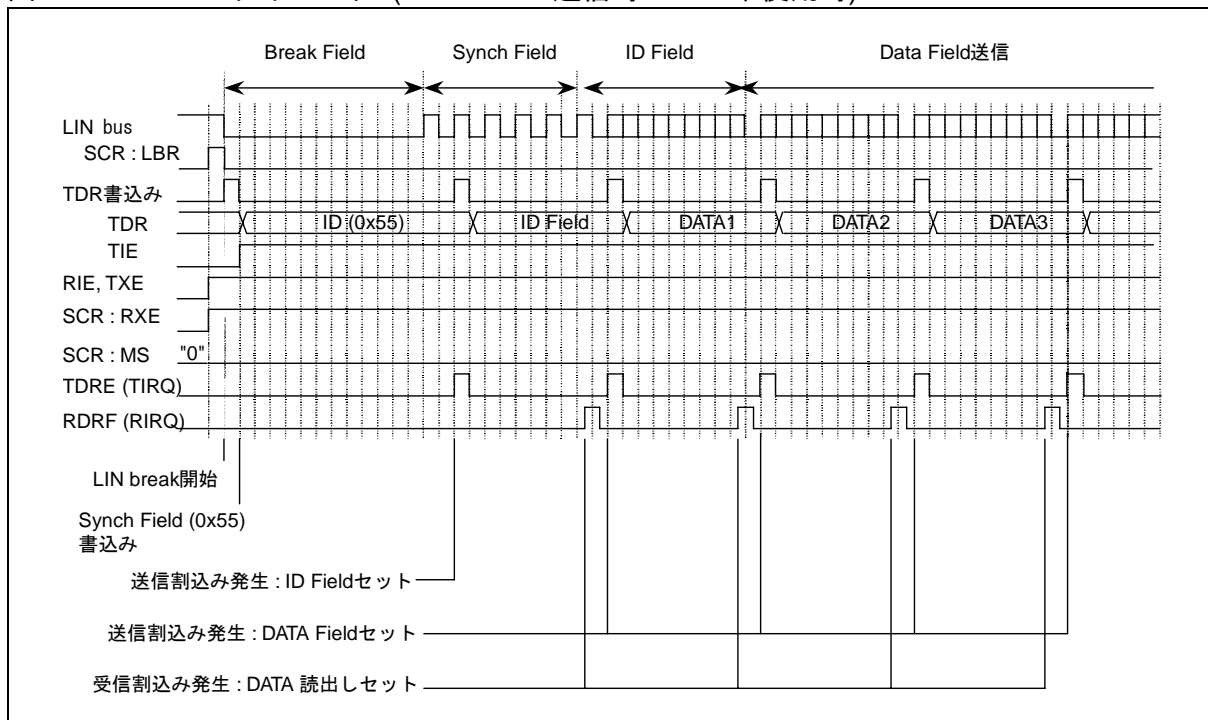 Break Field
Synch Field
ID Field
Data Field送信
LIN bus
SCR : LBR
TDR書込み
TDR
ID (0x55)
ID Field
DATA1
DATA2
DATA3
TIE
RIE, TXE
SCR : RXE
SCR : MS "0"
TDRE (TIRQ)
RDRF (RIRQ)
LIN break開始
Synch Field (0x55)
書込み
送信割込み発生 : ID Fieldセット
送信割込み発生 : DATA Fieldセット
受信割込み発生 : DATA 読出しセット